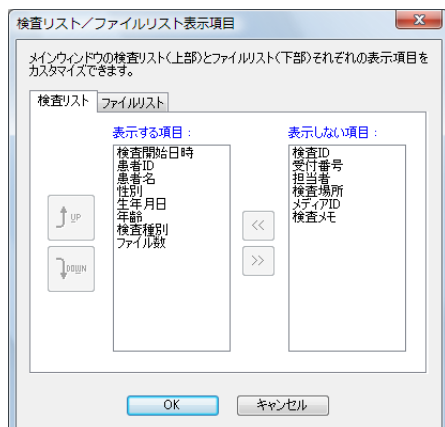 検査リスト／ファイルリスト表示項目
メインウィンドウの検査リスト(上部)とファイルリスト(下部)それぞれの表示項目を
カスタマイズできます。
検査リスト
ファイルリスト
表示する項目：
検査開始日時
患者ID
患者名
性別
生年月日
年齢
検査種別
ファイル数
表示しない項目：
検査ID
受付番号
担当者
検査場所
メディアID
検査メモ
UP
DOWN
<<
>>
OK
キャンセル